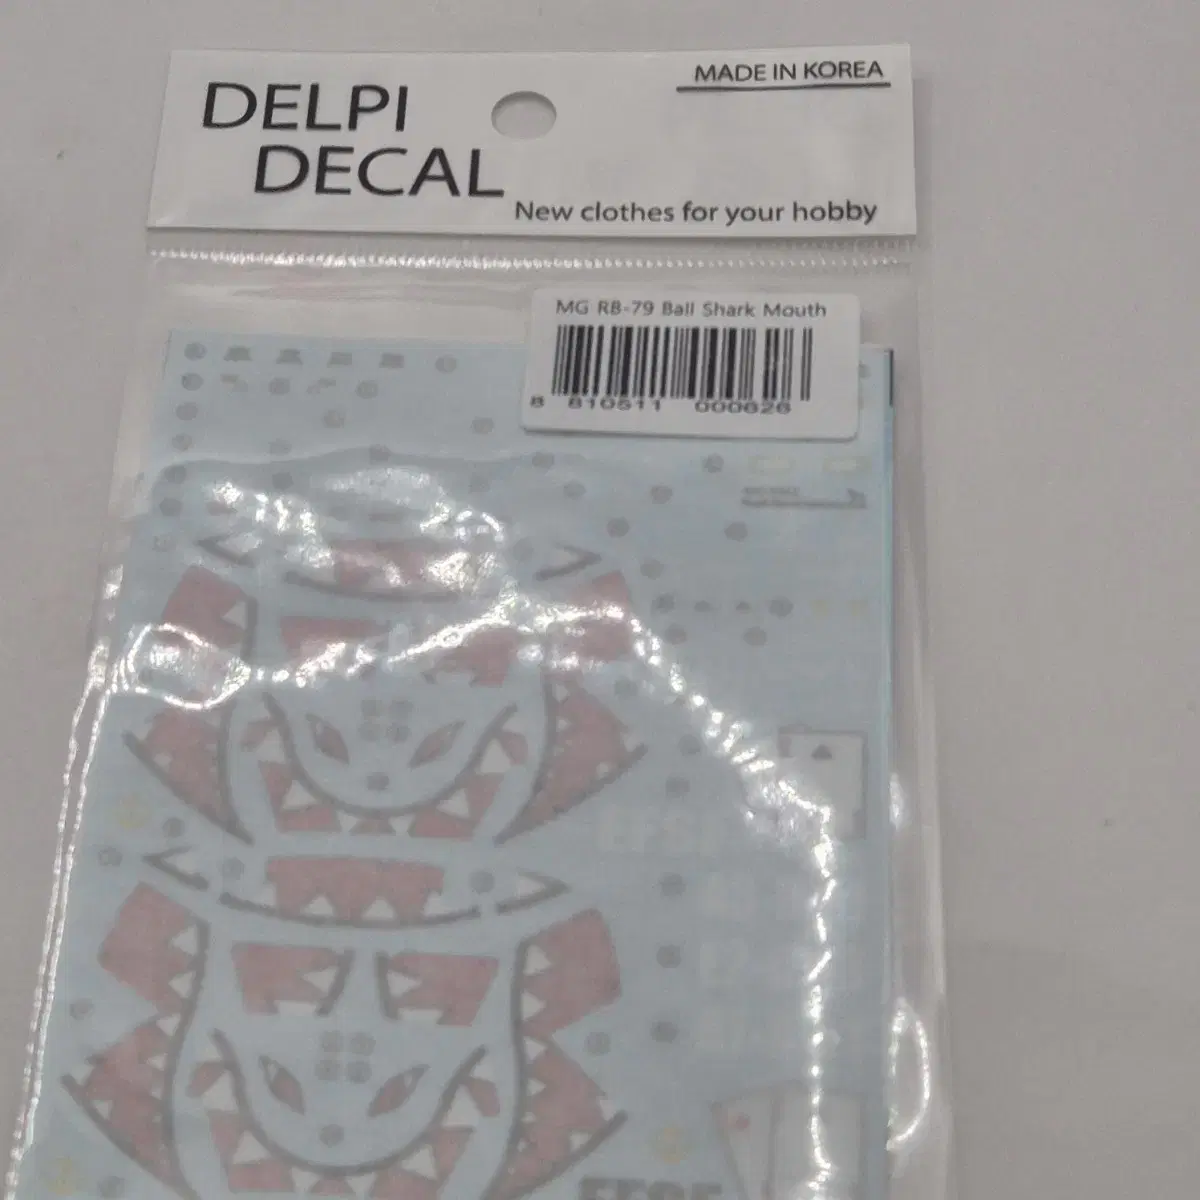 DELPI
DECAL
MADE IN KOREA
New clothes for your hobby
MG RB-79 Ball Shark Mouth
8 810511 000626
EFSF